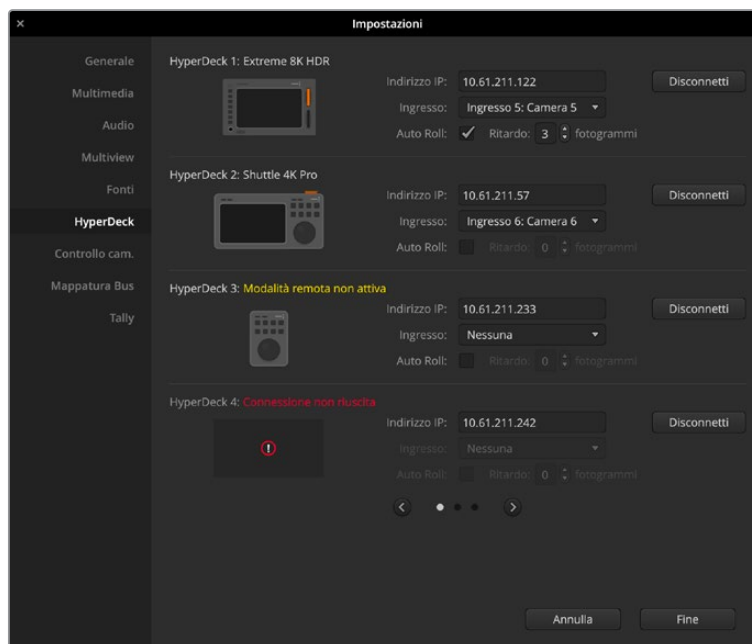 Impostazioni
Generale
Multimedia
Audio
Multiview
Fonti
HyperDeck
Controllo cam.
Mappatura Bus
Tally
HyperDeck 1: Extreme 8K HDR
Indirizzo IP: 10.61.211.122 Disconnetti
Ingresso: Ingresso 5: Camera 5
Auto Roll: Ritardo: 3 fotogrammi
HyperDeck 2: Shuttle 4K Pro
Indirizzo IP: 10.61.211.57 Disconnetti
Ingresso: Ingresso 6: Camera 6
Auto Roll: Ritardo: 0 fotogrammi
HyperDeck 3: Modalità remota non attiva
Indirizzo IP: 10.61.211.233 Disconnetti
Ingresso: Nessuna
Auto Roll: Ritardo: 0 fotogrammi
HyperDeck 4: Connessione non riuscita
Indirizzo IP: 10.61.211.242 Disconnetti
Ingresso: Nessuna
Auto Roll: Ritardo: 0 fotogrammi
Annulla Fine